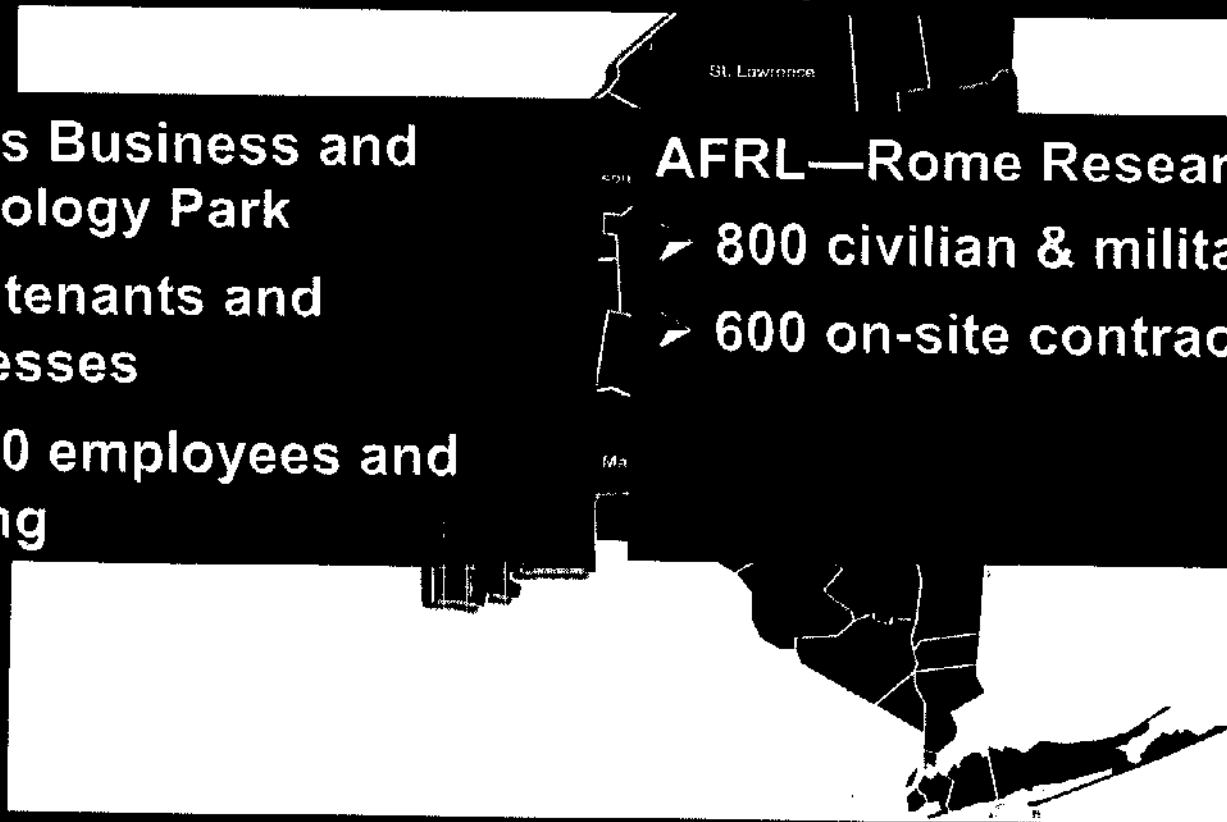 St. Lawrence
s Business and
ology Park
tenants and
esses
0 employees and
ng
AFRL—Rome Resear
➢ 800 civilian & milita
➢ 600 on-site contrac
Ma